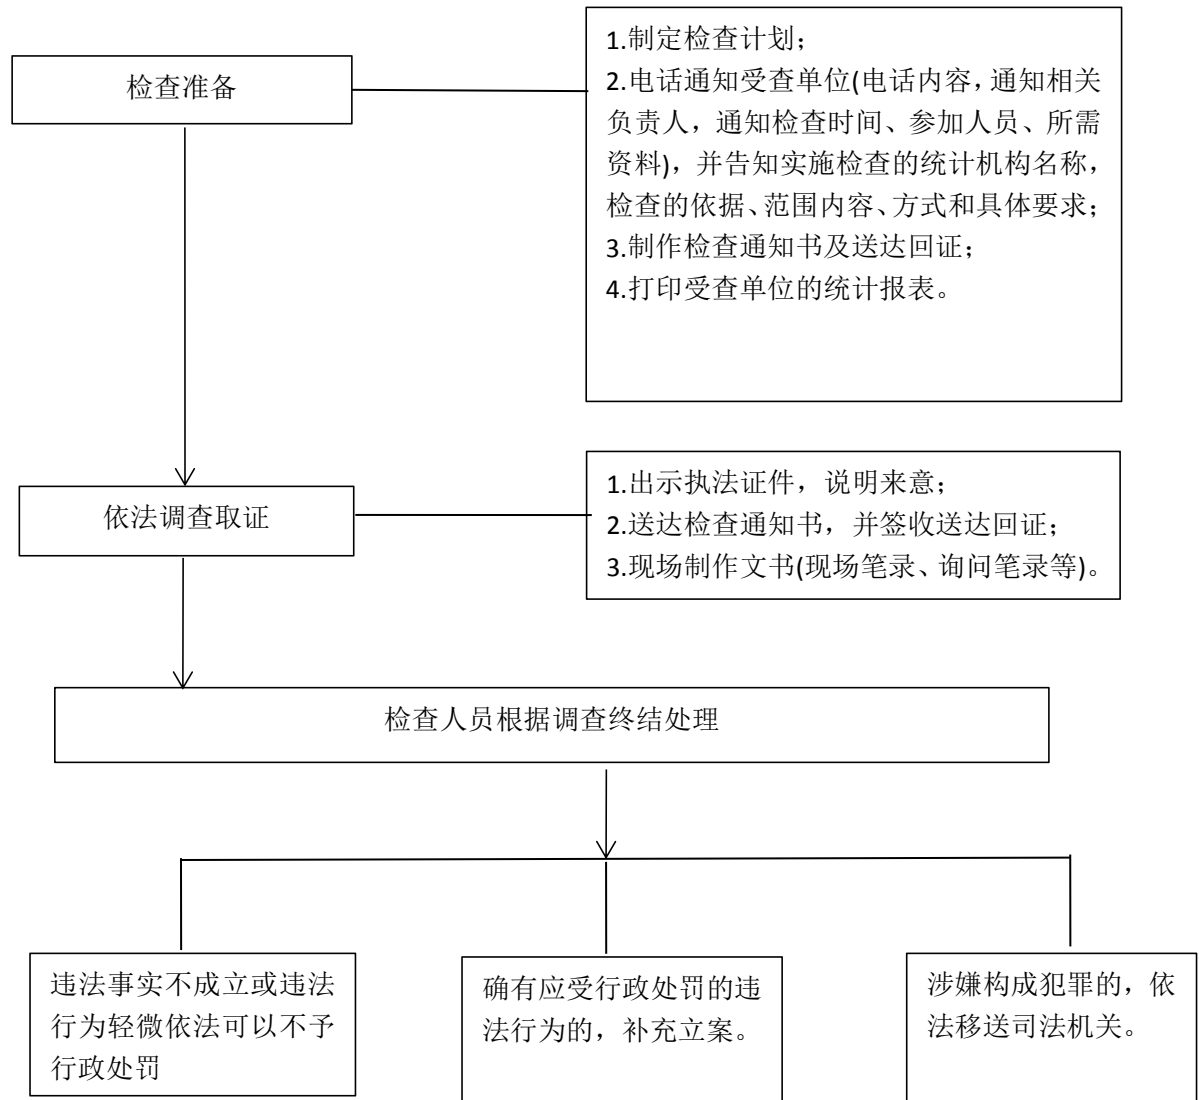 检查准备
1.制定检查计划；
2.电话通知受查单位(电话内容，通知相关
负责人，通知检查时间、参加人员、所需
资料)，并告知实施检查的统计机构名称，
检查的依据、范围内容、方式和具体要求；
3.制作检查通知书及送达回证；
4.打印受查单位的统计报表。
依法调查取证
1.出示执法证件，说明来意；
2.送达检查通知书，并签收送达回证；
3.现场制作文书(现场笔录、询问笔录等)。
检查人员根据调查终结处理
违法事实不成立或违法
行为轻微依法可以不予
行政处罚
确有应受行政处罚的违
法行为的，补充立案。
涉嫌构成犯罪的，依
法移送司法机关。